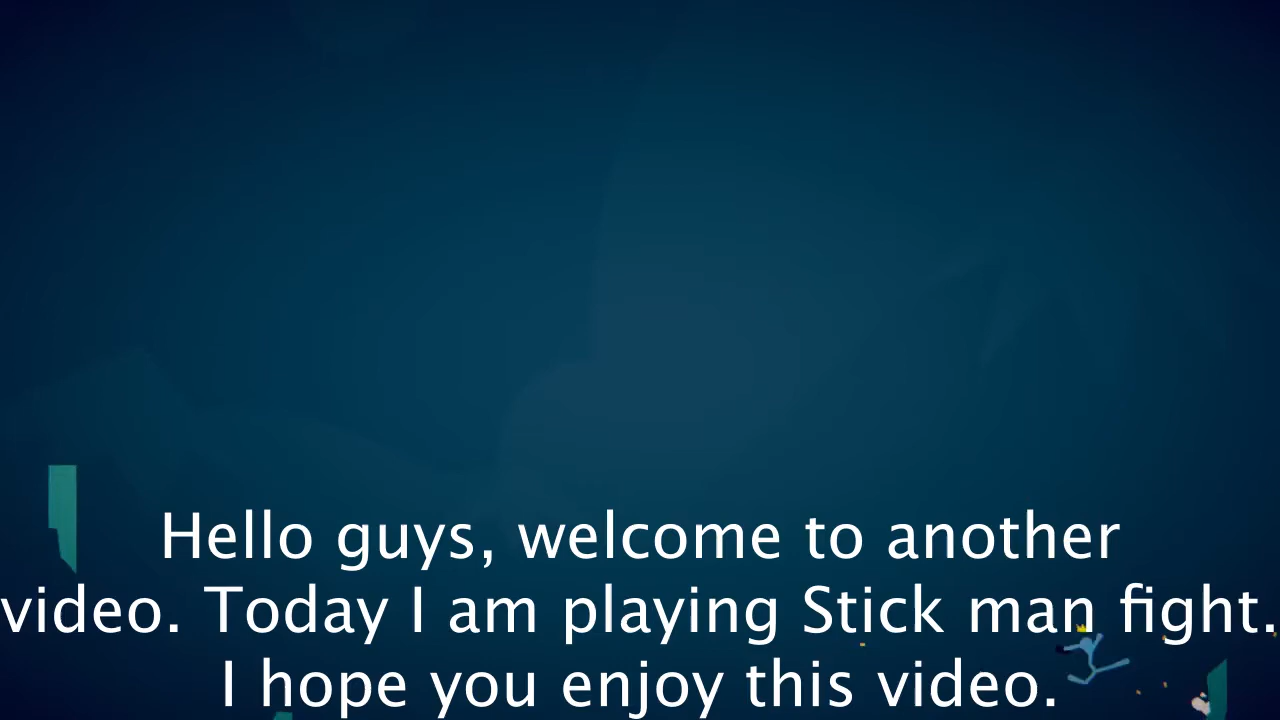 Hello guys, welcome to another
video. Today I am playing Stick man fight.
I hope you enjoy this video.